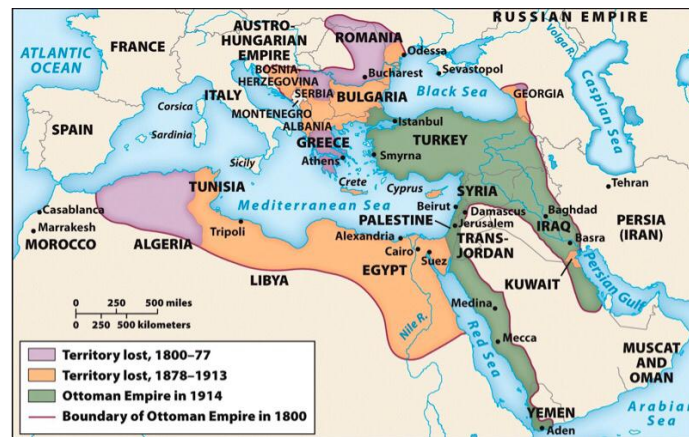 RUSSIAN EMPIRE
AUSTRO-
HUNGARIAN
EMPIRE
ROMANIA
FRANCE
ATLANTIC
OCEAN
Odessa
Volga R.
BOSNIA
HERZEGOVINA
Bucharest
Sevastopol
SERBIA
Corsica
ITALY
BULGARIA
Black Sea
GEORGIA
Caspian Sea
MONTENEGRO
ALBANIA
Istanbul
SPAIN
Sardinia
GREECE
TURKEY
Athens
Smyrna
Sicily
Crete
Cyprus
SYRIA
Tehran
TUNISIA
Mediterranean Sea
Beirut
Damascus
Baghdad
Casablanca
Marrakesh
PALESTINE
Jerusalem
IRAQ
PERSIA
(IRAN)
MOROCCO
ALGERIA
Tripoli
Alexandria
TRANS-
JORDAN
Basra
Cairo
Suez
LIBYA
EGYPT
KUWAIT
Persian Gulf
0 250 500 miles
0 250 500 kilometers
Medina
Nile R.
Red Sea
Mecca
MUSCAT
AND
OMAN
Territory lost, 1800–77
Territory lost, 1878–1913
Ottoman Empire in 1914
Boundary of Ottoman Empire in 1800
Arabian
Sea
YEMEN
Aden